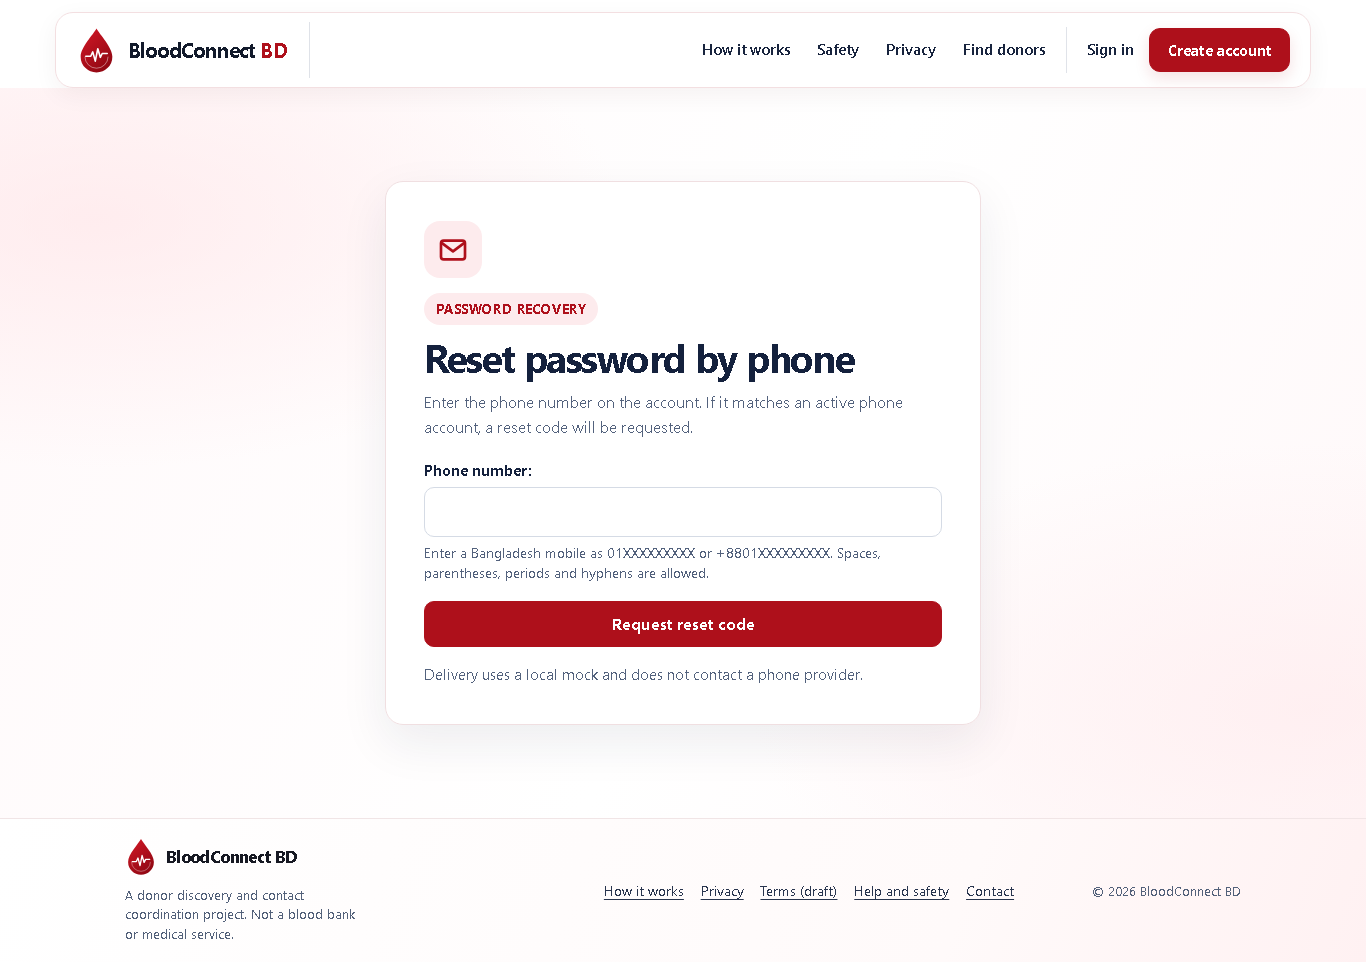 BloodConnect BD
How it works
Safety
Privacy
Find donors
Sign in
Create account
PASSWORD RECOVERY
Reset password by phone
Enter the phone number on the account. If it matches an active phone
account, a reset code will be requested.
Phone number:
Enter a Bangladesh mobile as 01XXXXXXXXX or +8801XXXXXXXXX. Spaces,
parentheses, periods and hyphens are allowed.
Request reset code
Delivery uses a local mock and does not contact a phone provider.
BloodConnect BD
A donor discovery and contact
coordination project. Not a blood bank
or medical service.
How it works
Privacy
Terms (draft)
Help and safety
Contact
© 2026 BloodConnect BD